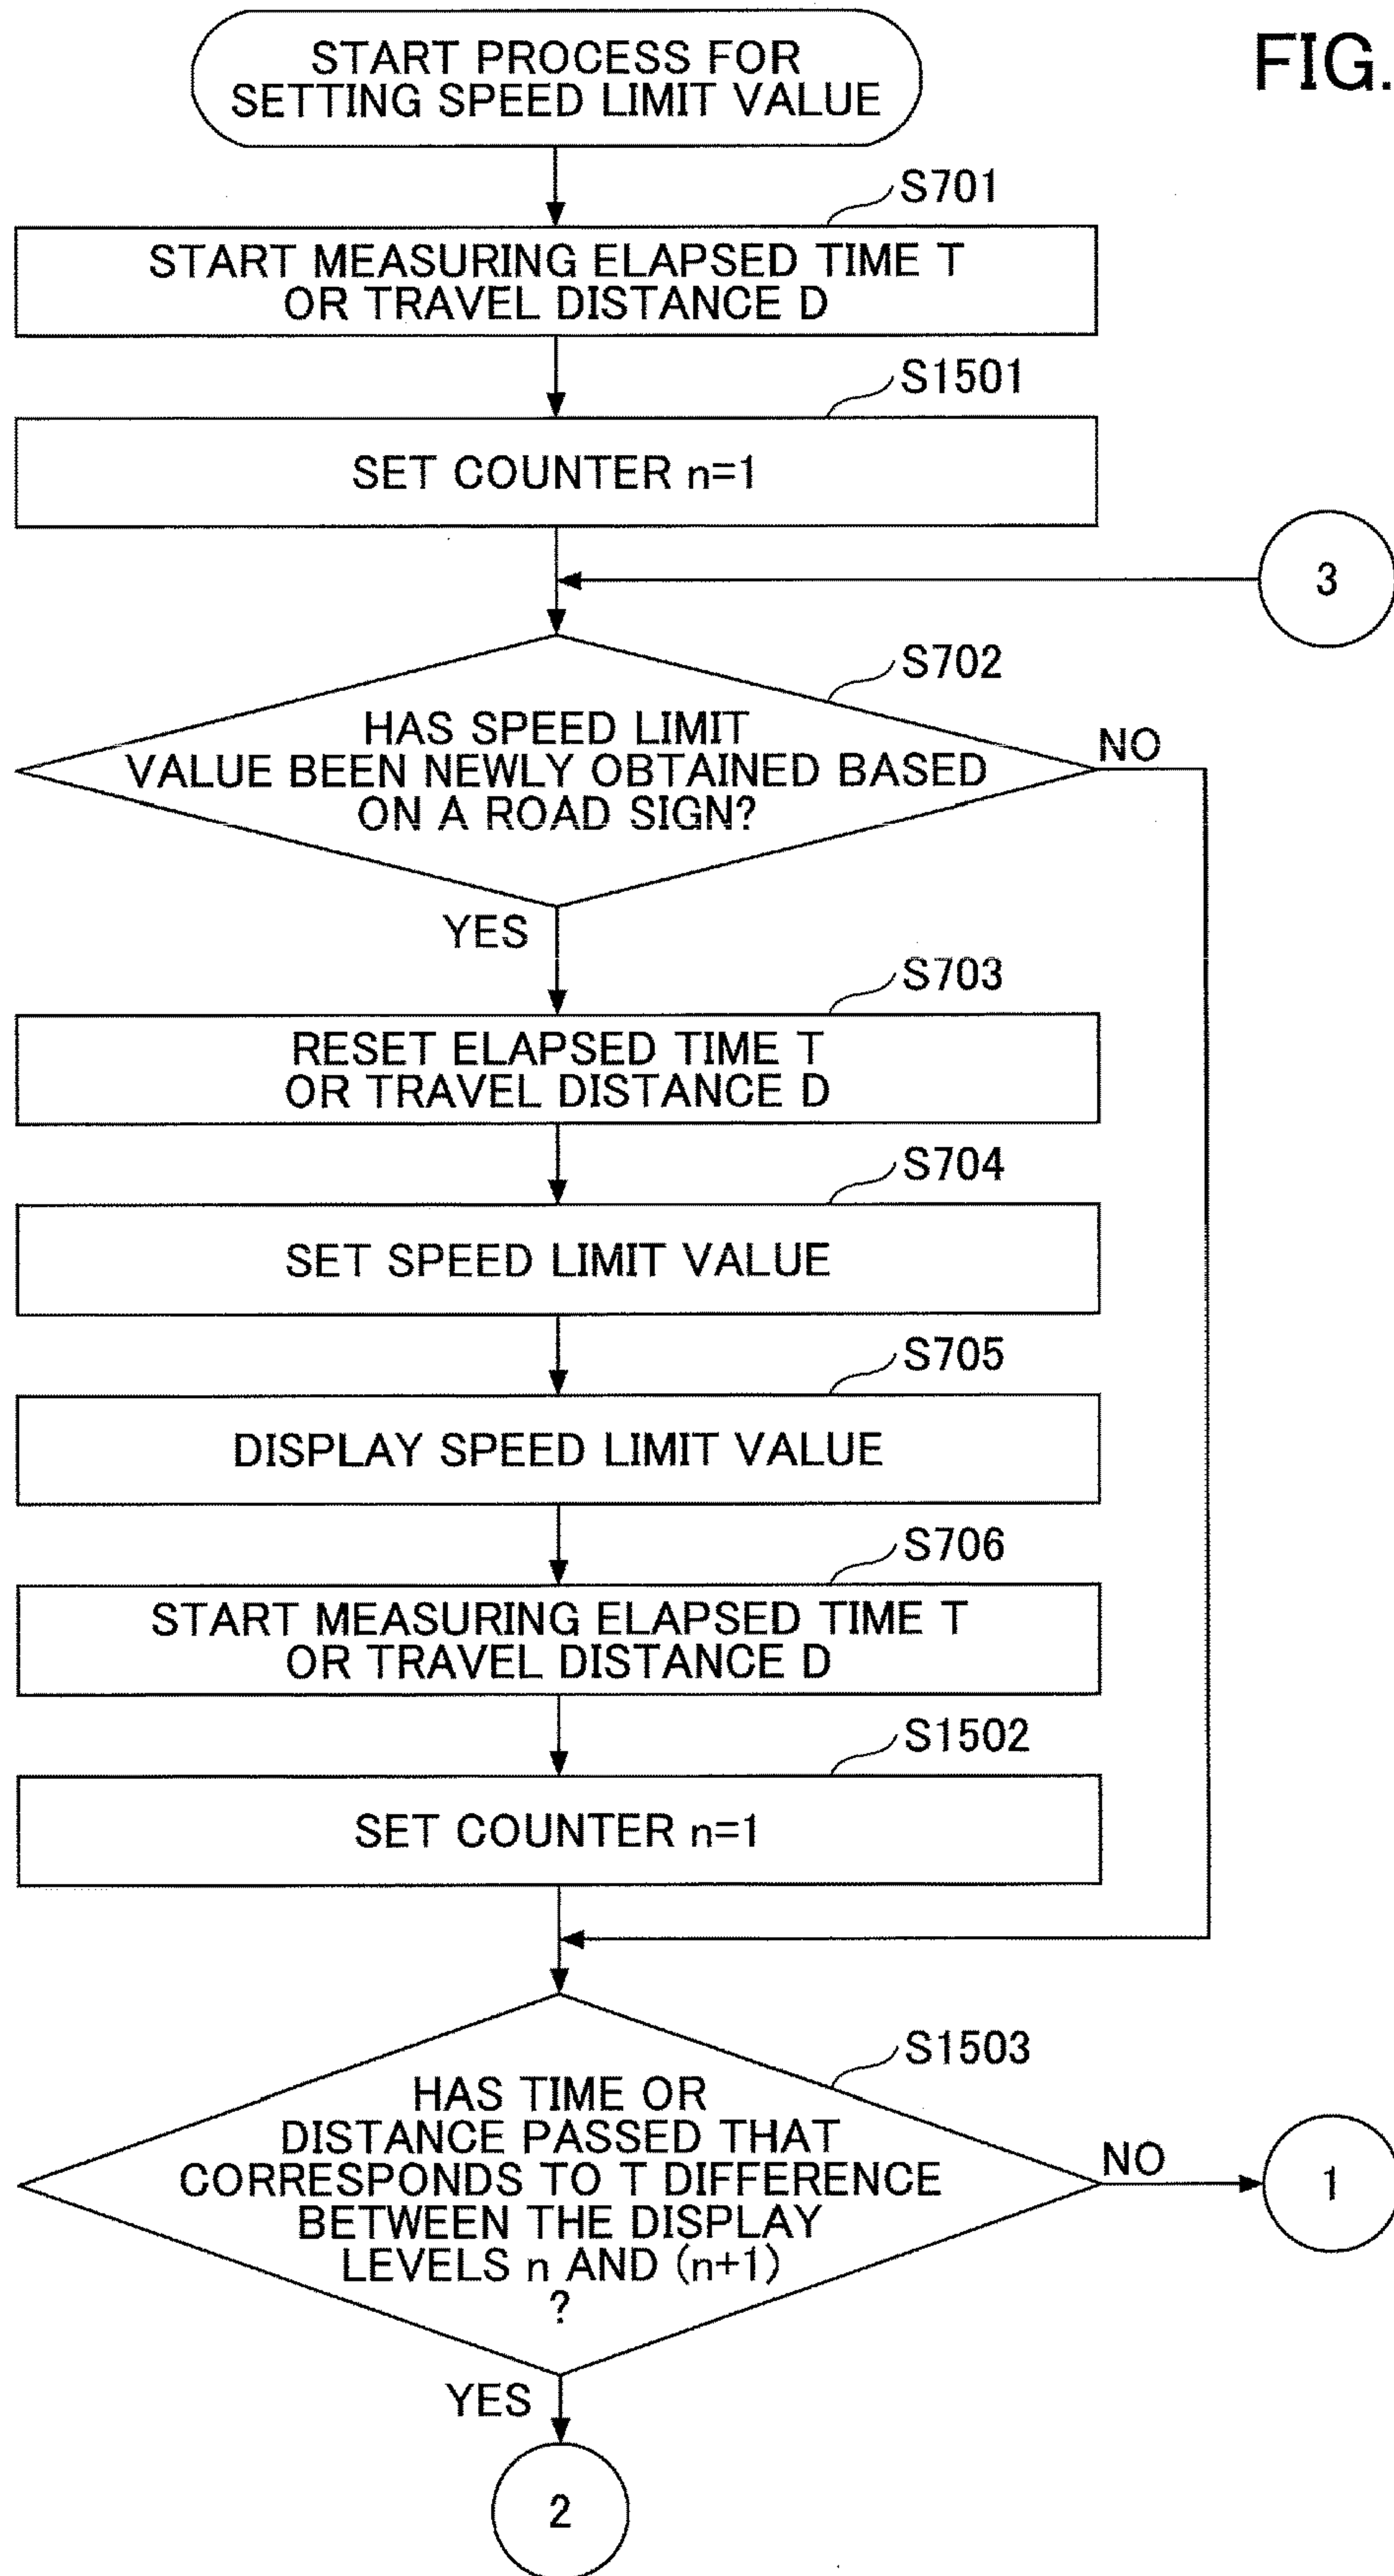 START PROCESS FOR
SETTING SPEED LIMIT VALUE
FIG.
S701
START MEASURING ELAPSED TIME T
OR TRAVEL DISTANCE D
S1501
SET COUNTER n=1
3
S702
HAS SPEED LIMIT
VALUE BEEN NEWLY OBTAINED BASED
ON A ROAD SIGN?
NO
YES
S703
RESET ELAPSED TIME T
OR TRAVEL DISTANCE D
S704
SET SPEED LIMIT VALUE
S705
DISPLAY SPEED LIMIT VALUE
S706
START MEASURING ELAPSED TIME T
OR TRAVEL DISTANCE D
S1502
SET COUNTER n=1
S1503
HAS TIME OR
DISTANCE PASSED THAT
CORRESPONDS TO T DIFFERENCE
BETWEEN THE DISPLAY
LEVELS n AND (n+1)
?
NO
1
YES
2